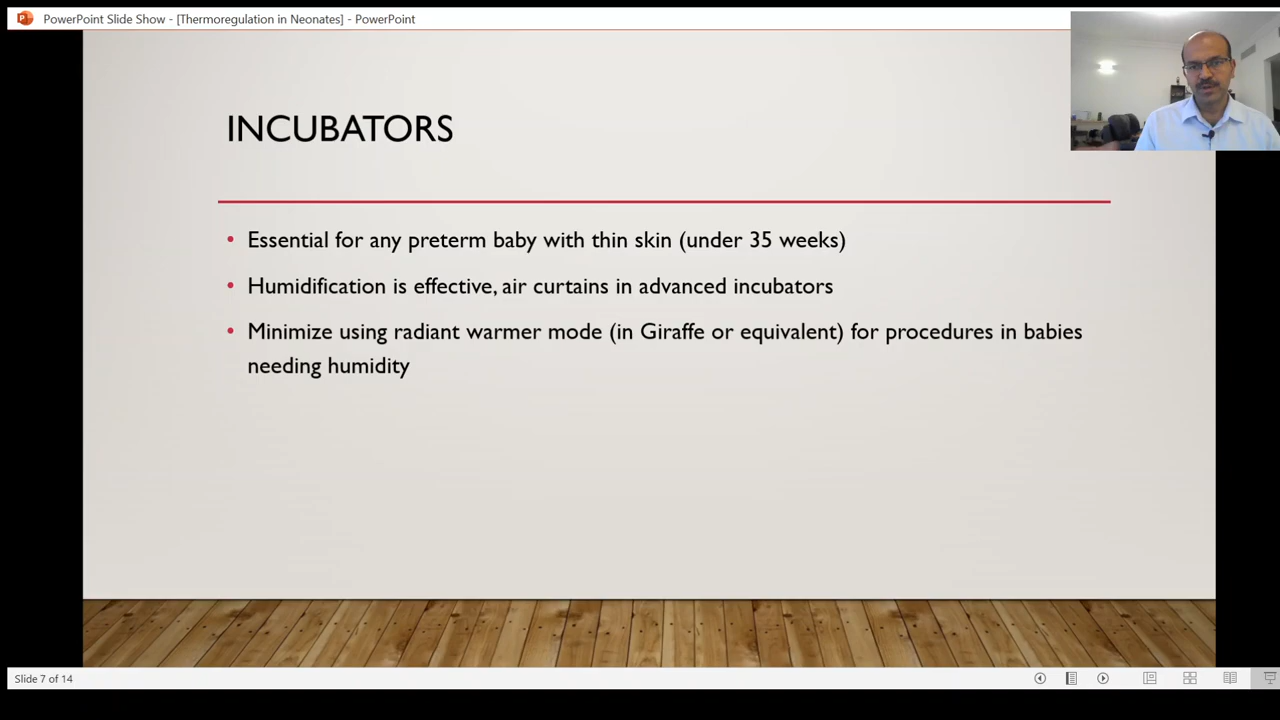 PowerPoint Slide Show - [Thermoregulation in Neonates] - PowerPoint
INCUBATORS
• Essential for any preterm baby with thin skin (under 35 weeks)
• Humidification is effective, air curtains in advanced incubators
• Minimize using radiant warmer mode (in Giraffe or equivalent) for procedures in babies
needing humidity
Slide 7 of 14